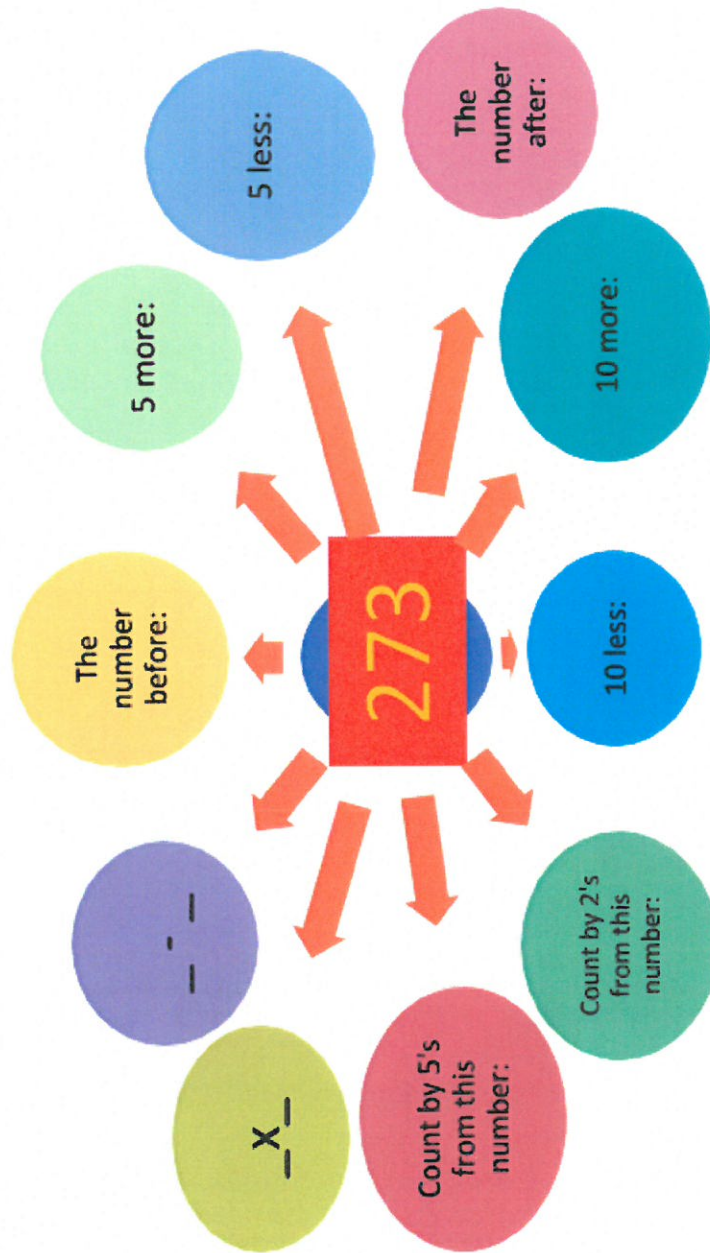 The
number
before:
5 more:
5 less:
The
number
after:
10 more:
10 less:
Count by 2's
from this
number:
Count by 5's
from this
number:
_x_
_-_
273